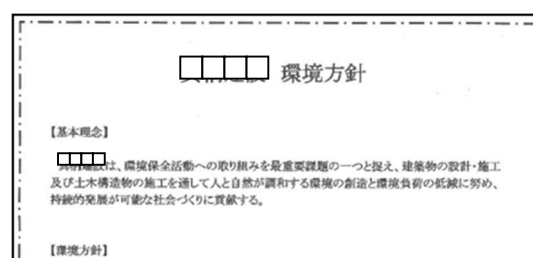 環境方針
【基本理念】
は、環境保全活動への取り組みを最重要課題の一つと捉え、建築物の設計・施工
及び土木構造物の施工を通して人と自然が調和する環境の創造と環境負荷の低減に努め、
持続的発展が可能な社会づくりに貢献する。
【環境方針】